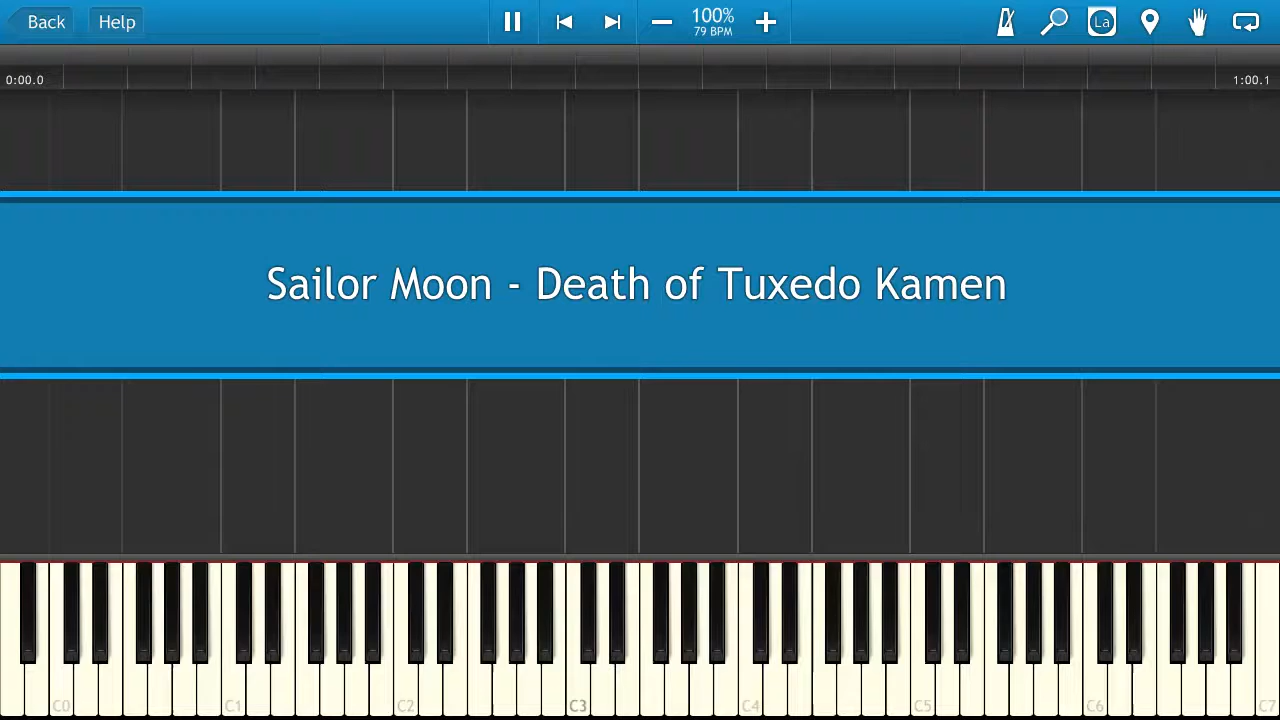 Back
Help
100%
79 BPM
La
0:00.0
1:00.1
Sailor Moon - Death of Tuxedo Kamen
C0
C1
C2
C3
C4
C5
C6
C7